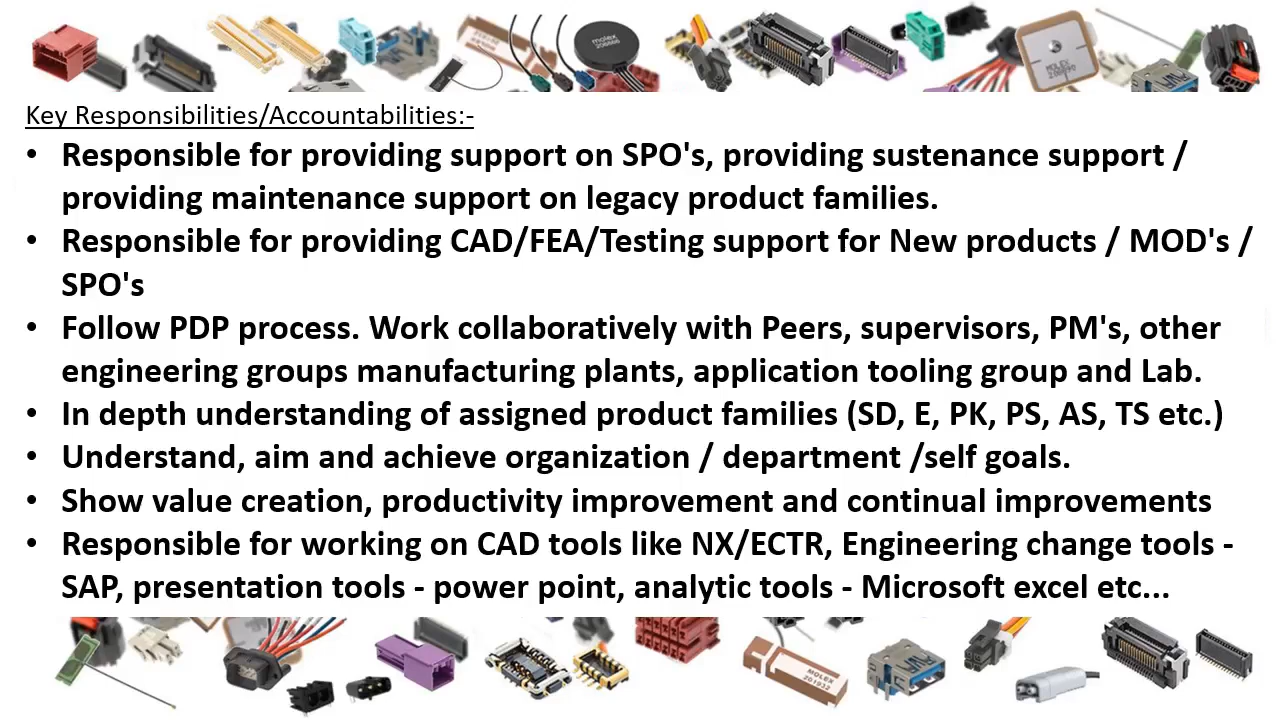 molex
206666
MOLEX
Key Responsibilities/Accountabilities:-
• Responsible for providing support on SPO's, providing sustenance support /
providing maintenance support on legacy product families.
• Responsible for providing CAD/FEA/Testing support for New products / MOD's /
SPO's
• Follow PDP process. Work collaboratively with Peers, supervisors, PM's, other
engineering groups manufacturing plants, application tooling group and Lab.
• In depth understanding of assigned product families (SD, E, PK, PS, AS, TS etc.)
• Understand, aim and achieve organization / department /self goals.
• Show value creation, productivity improvement and continual improvements
• Responsible for working on CAD tools like NX/ECTR, Engineering change tools -
SAP, presentation tools - power point, analytic tools - Microsoft excel etc...
MOLEX